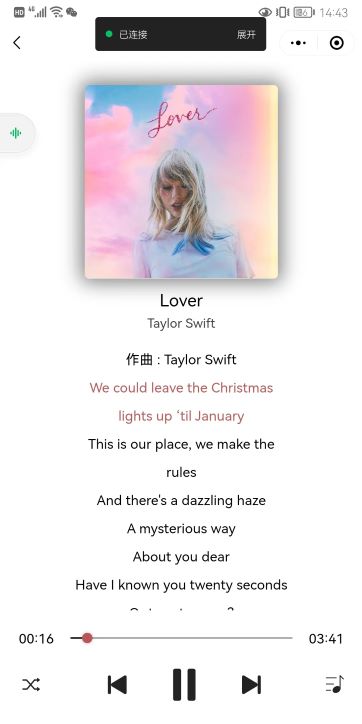 HD 4G 6 14:43
已连接 展开
Lover
Lover
Taylor Swift
作曲 : Taylor Swift
We could leave the Christmas
lights up ‘til January
This is our place, we make the
rules
And there's a dazzling haze
A mysterious way
About you dear
Have I known you twenty seconds
00:16 03:41